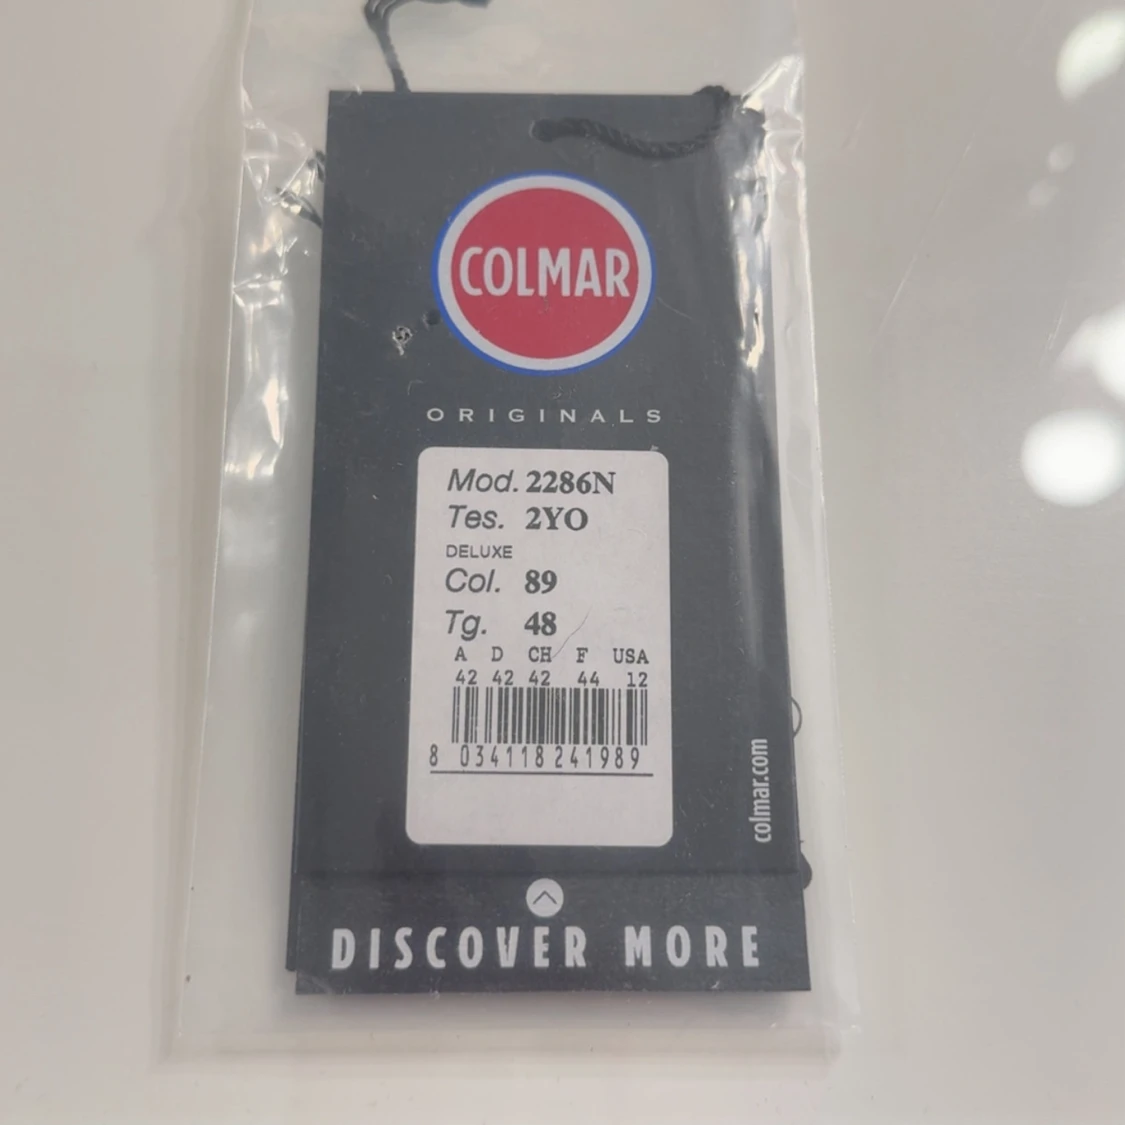 COLMAR
ORIGINALS
Mod. 2286N
Tes. 2YO
DELUXE
Col. 89
Tg. 48
A D CH F USA
42 42 42 44 12
8 034118 241989
colmar.com
DISCOVER MORE